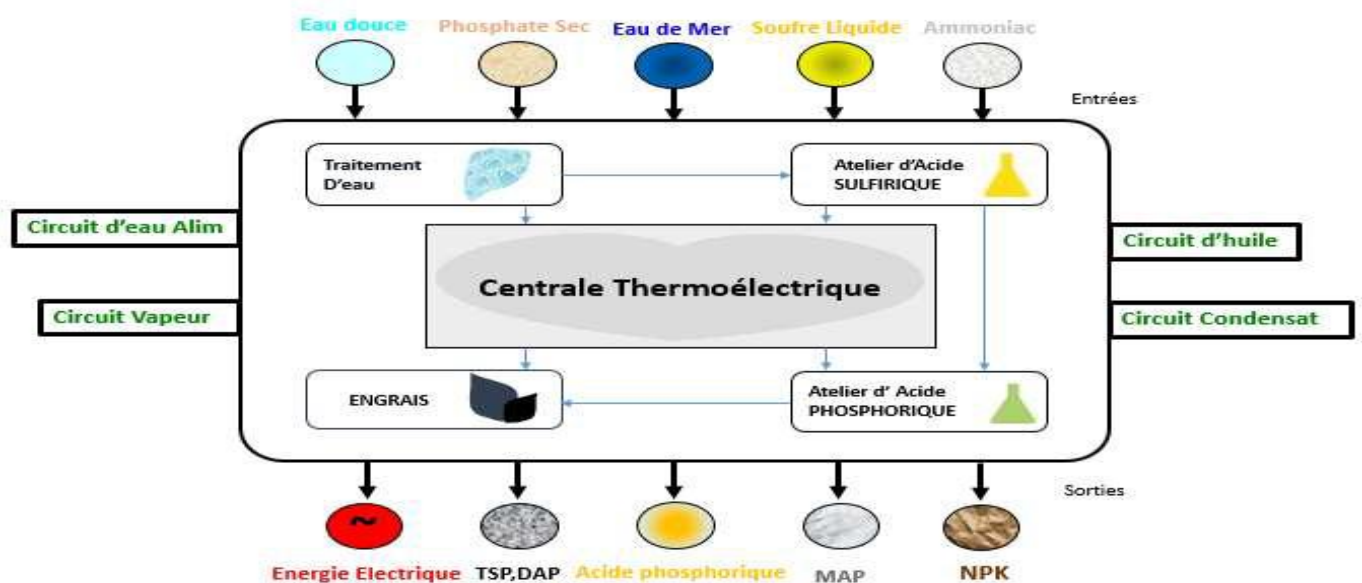 Eau douce
Phosphate Sec
Eau de Mer
Soufre Liquide
Ammoniac
Entrées
Traitement
D'eau
Atelier d'Acide
SULFIRIQUE
Circuit d'eau Alim
Circuit d'huile
Centrale Thermoélectrique
Circuit Vapeur
Circuit Condensat
ENGRAIS
Atelier d' Acide
PHOSPHORIQUE
Sorties
~
Energie Electrique
TSP,DAP
Acide phosphorique
MAP
NPK